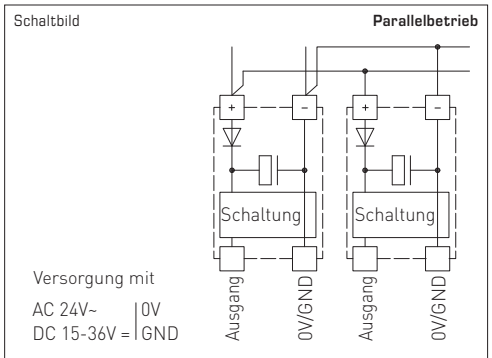 Schaltbild
Parallelbetrieb
+ − + −
Schaltung Schaltung
Ausgang
0V/GND
Ausgang
0V/GND
Versorgung mit
AC 24V~ | 0V
DC 15-36V = | GND